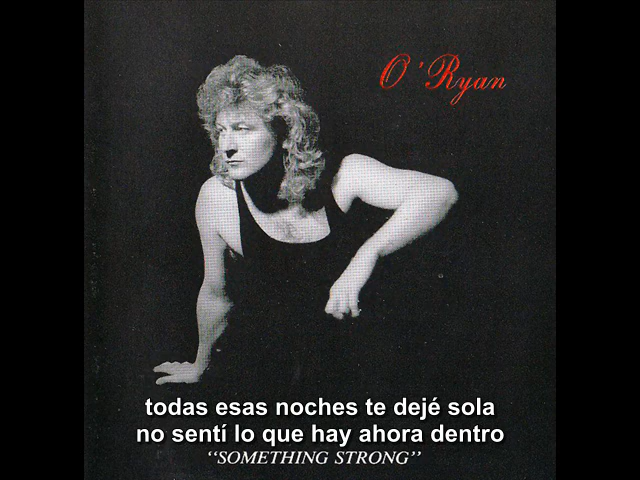 O'Ryan
todas esas noches te dejé sola
no sentí lo que hay ahora dentro
"SOMETHING STRONG"